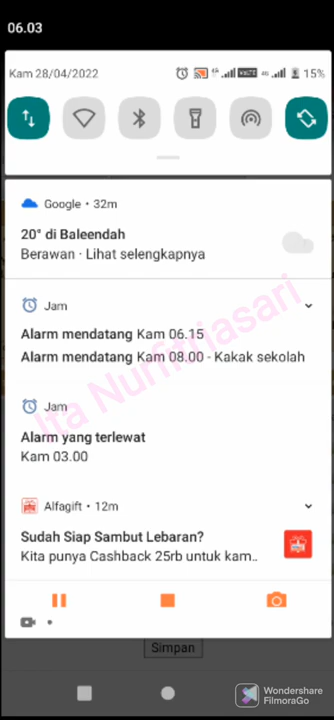 06.03
Kam 28/04/2022
15%
Google • 32m
20° di Baleendah
Berawan · Lihat selengkapnya
Jam
Alarm mendatang Kam 06.15
Alarm mendatang Kam 08.00 - Kakak sekolah
Ita Nurfitriasari
Jam
Alarm yang terlewat
Kam 03.00
Alfagift • 12m
Sudah Siap Sambut Lebaran?
Kita punya Cashback 25rb untuk kam..
Simpan
Wondershare
FilmoraGo